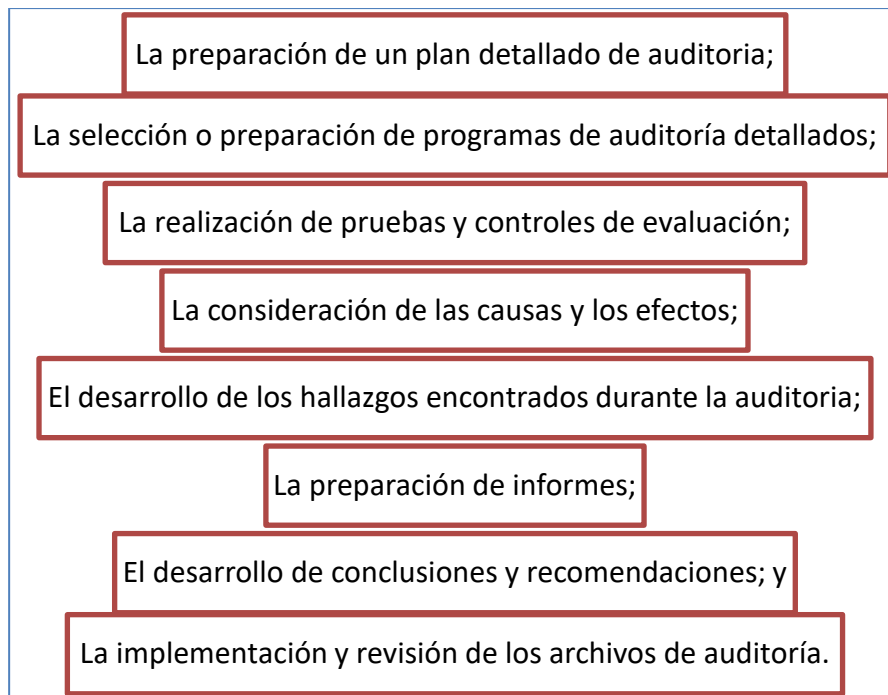 La preparación de un plan detallado de auditoria;
La selección o preparación de programas de auditoría detallados;
La realización de pruebas y controles de evaluación;
La consideración de las causas y los efectos;
El desarrollo de los hallazgos encontrados durante la auditoria;
La preparación de informes;
El desarrollo de conclusiones y recomendaciones; y
La implementación y revisión de los archivos de auditoría.